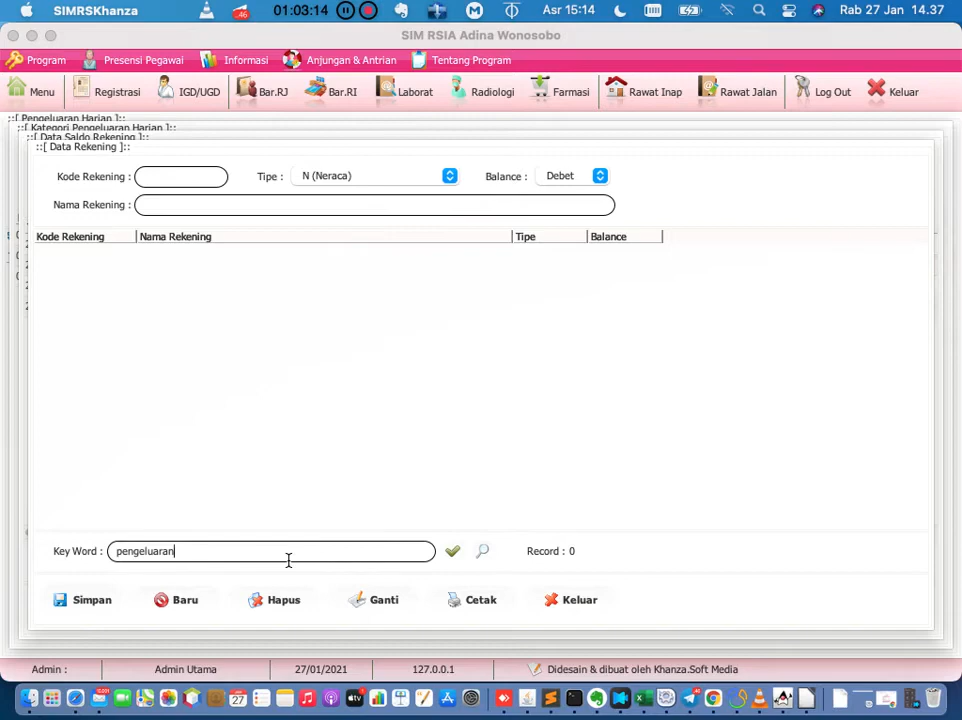 SIMRSKhanza 46 01:03:14 Asr 15:14 Rab 27 Jan 14.37
SIM RSIA Adina Wonosobo
Program Presensi Pegawai Informasi Anjungan & Antrian Tentang Program
Menu Registrasi IGD/UGD Bar.RJ Bar.RI Laborat Radiologi Farmasi Rawat Inap Rawat Jalan Log Out Keluar
::[ Pengeluaran Harian ]::
::[ Kategori Pengeluaran Harian ]::
::[ Data Saldo Rekening ]::
::[ Data Rekening ]::
Kode Rekening : Tipe : N (Neraca) Balance : Debet
Nama Rekening :
Kode Rekening Nama Rekening Tipe Balance
Key Word : pengeluaran Record : 0
Simpan Baru Hapus Ganti Cetak Keluar
Admin : Admin Utama 27/01/2021 127.0.0.1 Didesain & dibuat oleh Khanza.Soft Media